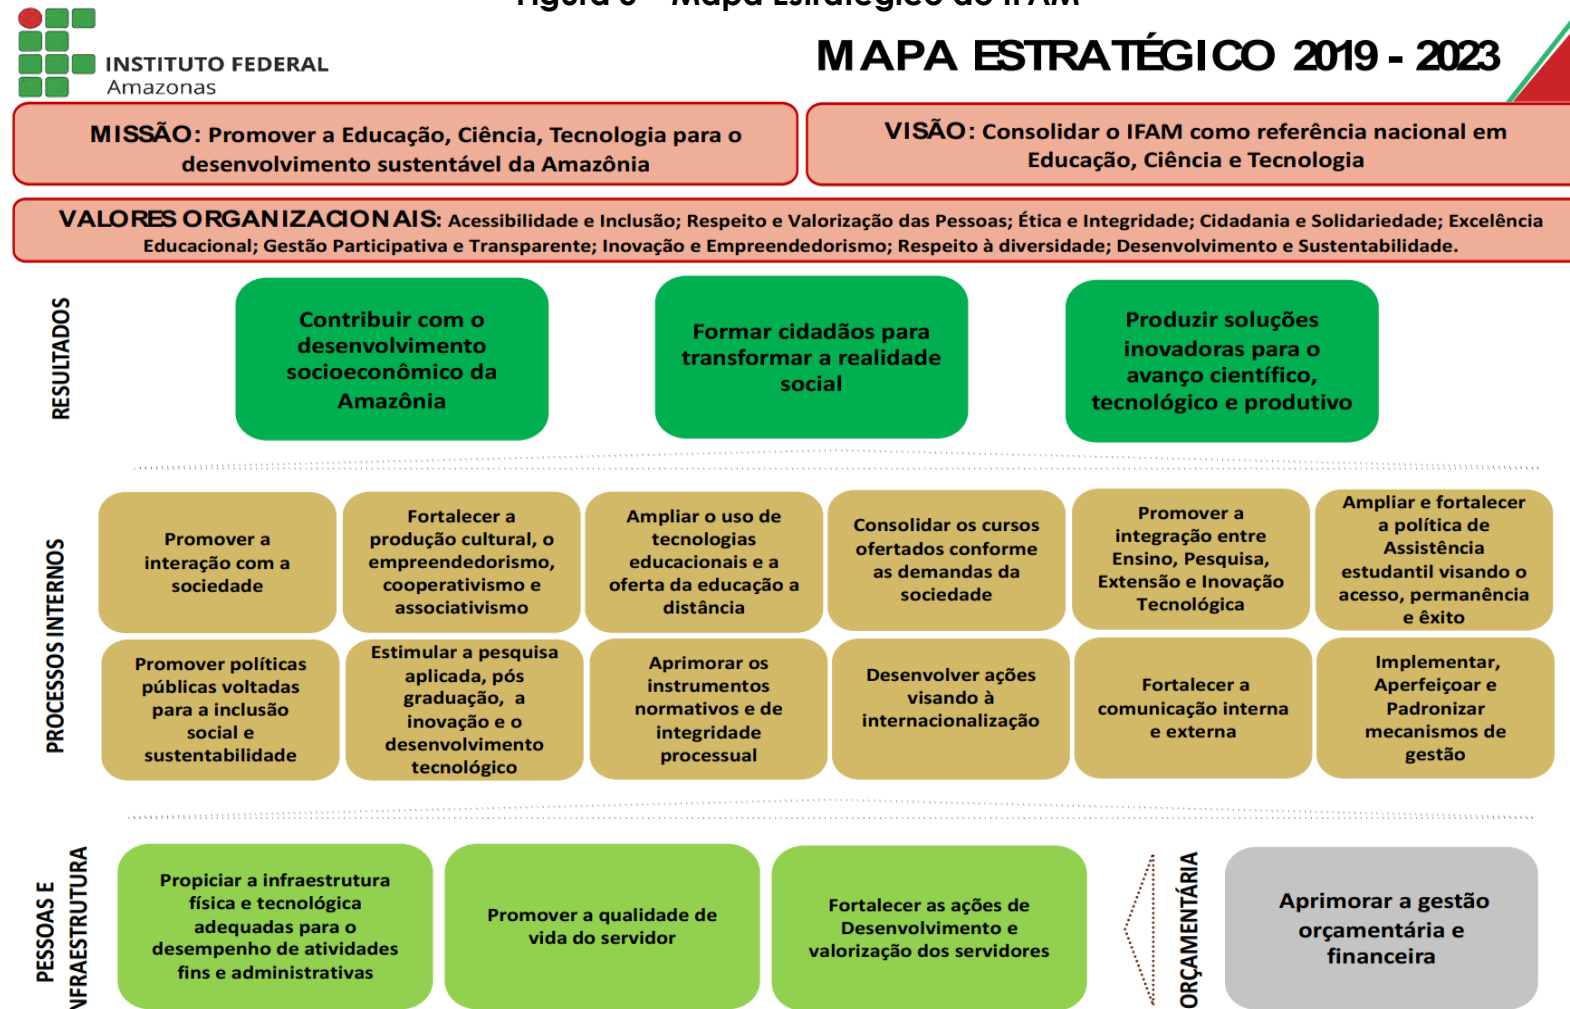 INSTITUTO FEDERAL
Amazonas
MAPA ESTRATÉGICO 2019 - 2023
MISSÃO: Promover a Educação, Ciência, Tecnologia para o
desenvolvimento sustentável da Amazônia
VISÃO: Consolidar o IFAM como referência nacional em
Educação, Ciência e Tecnologia
VALORES ORGANIZACIONAIS: Acessibilidade e Inclusão; Respeito e Valorização das Pessoas; Ética e Integridade; Cidadania e Solidariedade; Excelência
Educacional; Gestão Participativa e Transparente; Inovação e Empreendedorismo; Respeito à diversidade; Desenvolvimento e Sustentabilidade.
RESULTADOS
Contribuir com o
desenvolvimento
socioeconômico da
Amazônia
Formar cidadãos para
transformar a realidade
social
Produzir soluções
inovadoras para o
avanço científico,
tecnológico e produtivo
PROCESSOS INTERNOS
Promover a
interação com a
sociedade
Fortalecer a
produção cultural, o
empreendedorismo,
cooperativismo e
associativismo
Ampliar o uso de
tecnologias
educacionais e a
oferta da educação a
distância
Consolidar os cursos
ofertados conforme
as demandas da
sociedade
Promover a
integração entre
Ensino, Pesquisa,
Extensão e Inovação
Tecnológica
Ampliar e fortalecer
a política de
Assistência
estudantil visando o
acesso, permanência
e êxito
Promover políticas
públicas voltadas
para a inclusão
social e
sustentabilidade
Estimular a pesquisa
aplicada, pós
graduação, a
inovação e o
desenvolvimento
tecnológico
Aprimorar os
instrumentos
normativos e de
integridade
processual
Desenvolver ações
visando à
internacionalização
Fortalecer a
comunicação interna
e externa
Implementar,
Aperfeiçoar e
Padronizar
mecanismos de
gestão
PESSOAS E
NFRAESTRUTURA
Propiciar a infraestrutura
física e tecnológica
adequadas para o
desempenho de atividades
fins e administrativas
Promover a qualidade de
vida do servidor
Fortalecer as ações de
Desenvolvimento e
valorização dos servidores
ORÇAMENTÁRIA
Aprimorar a gestão
orçamentária e
financeira